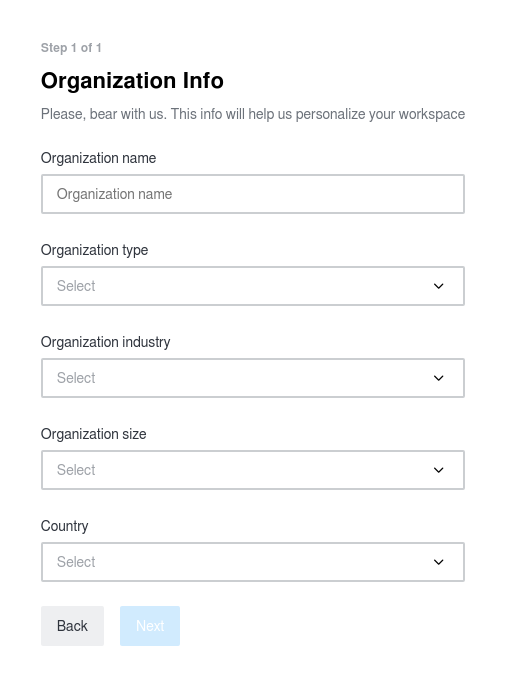 Step 1 of 1
Organization Info
Please, bear with us. This info will help us personalize your workspace
Organization name
Organization name
Organization type
Select
Organization industry
Select
Organization size
Select
Country
Select
Back Next